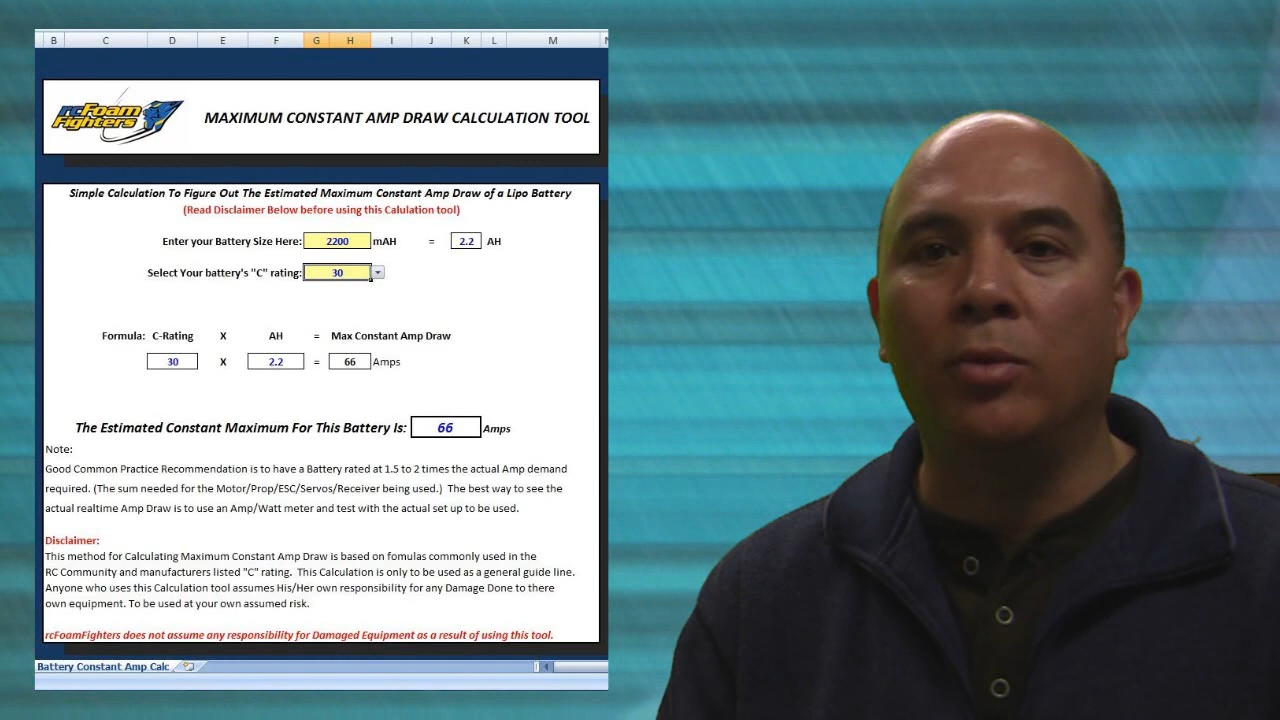 B C D E F G H I J K L M
rcFoam Fighters
MAXIMUM CONSTANT AMP DRAW CALCULATION TOOL
Simple Calculation To Figure Out The Estimated Maximum Constant Amp Draw of a Lipo Battery
(Read Disclaimer Below before using this Calulation tool)
Enter your Battery Size Here: 2200 mAH = 2.2 AH
Select Your battery's "C" rating: 30
Formula: C-Rating X AH = Max Constant Amp Draw
30 X 2.2 = 66 Amps
The Estimated Constant Maximum For This Battery Is: 66 Amps
Note:
Good Common Practice Recommendation is to have a Battery rated at 1.5 to 2 times the actual Amp demand
required. (The sum needed for the Motor/Prop/ESC/Servos/Receiver being used.) The best way to see the
actual realtime Amp Draw is to use an Amp/Watt meter and test with the actual set up to be used.
Disclaimer:
This method for Calculating Maximum Constant Amp Draw is based on fomulas commonly used in the
RC Community and manufacturers listed "C" rating. This Calculation is only to be used as a general guide line.
Anyone who uses this Calculation tool assumes His/Her own responsibility for any Damage Done to there
own equipment. To be used at your own assumed risk.
rcFoamFighters does not assume any responsibility for Damaged Equipment as a result of using this tool.
Battery Constant Amp Calc